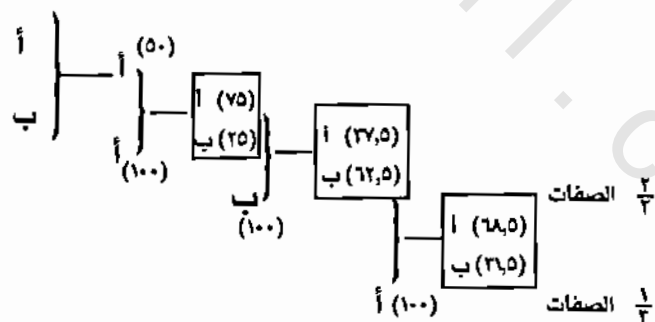 أ
ب
أ (٥٠)
أ (١٠٠)
أ (٧٥)
ب (٢٥)
ب (١٠٠)
أ (٣٧,٥)
ب (٦٢,٥)
أ (١٠٠)
أ (٦٨,٥)
ب (٣١,٥)
٢/٣ الصفات
١/٣ الصفات